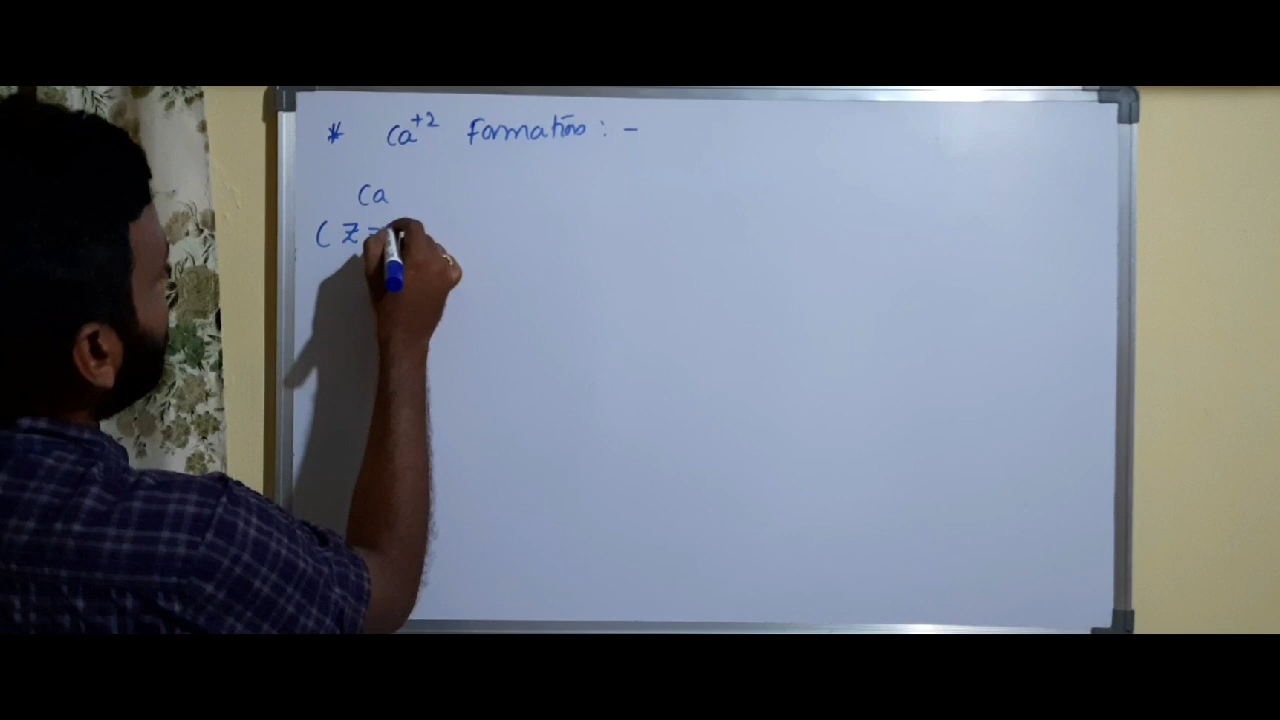 * Ca+2 Formation : -
Ca
( Z =